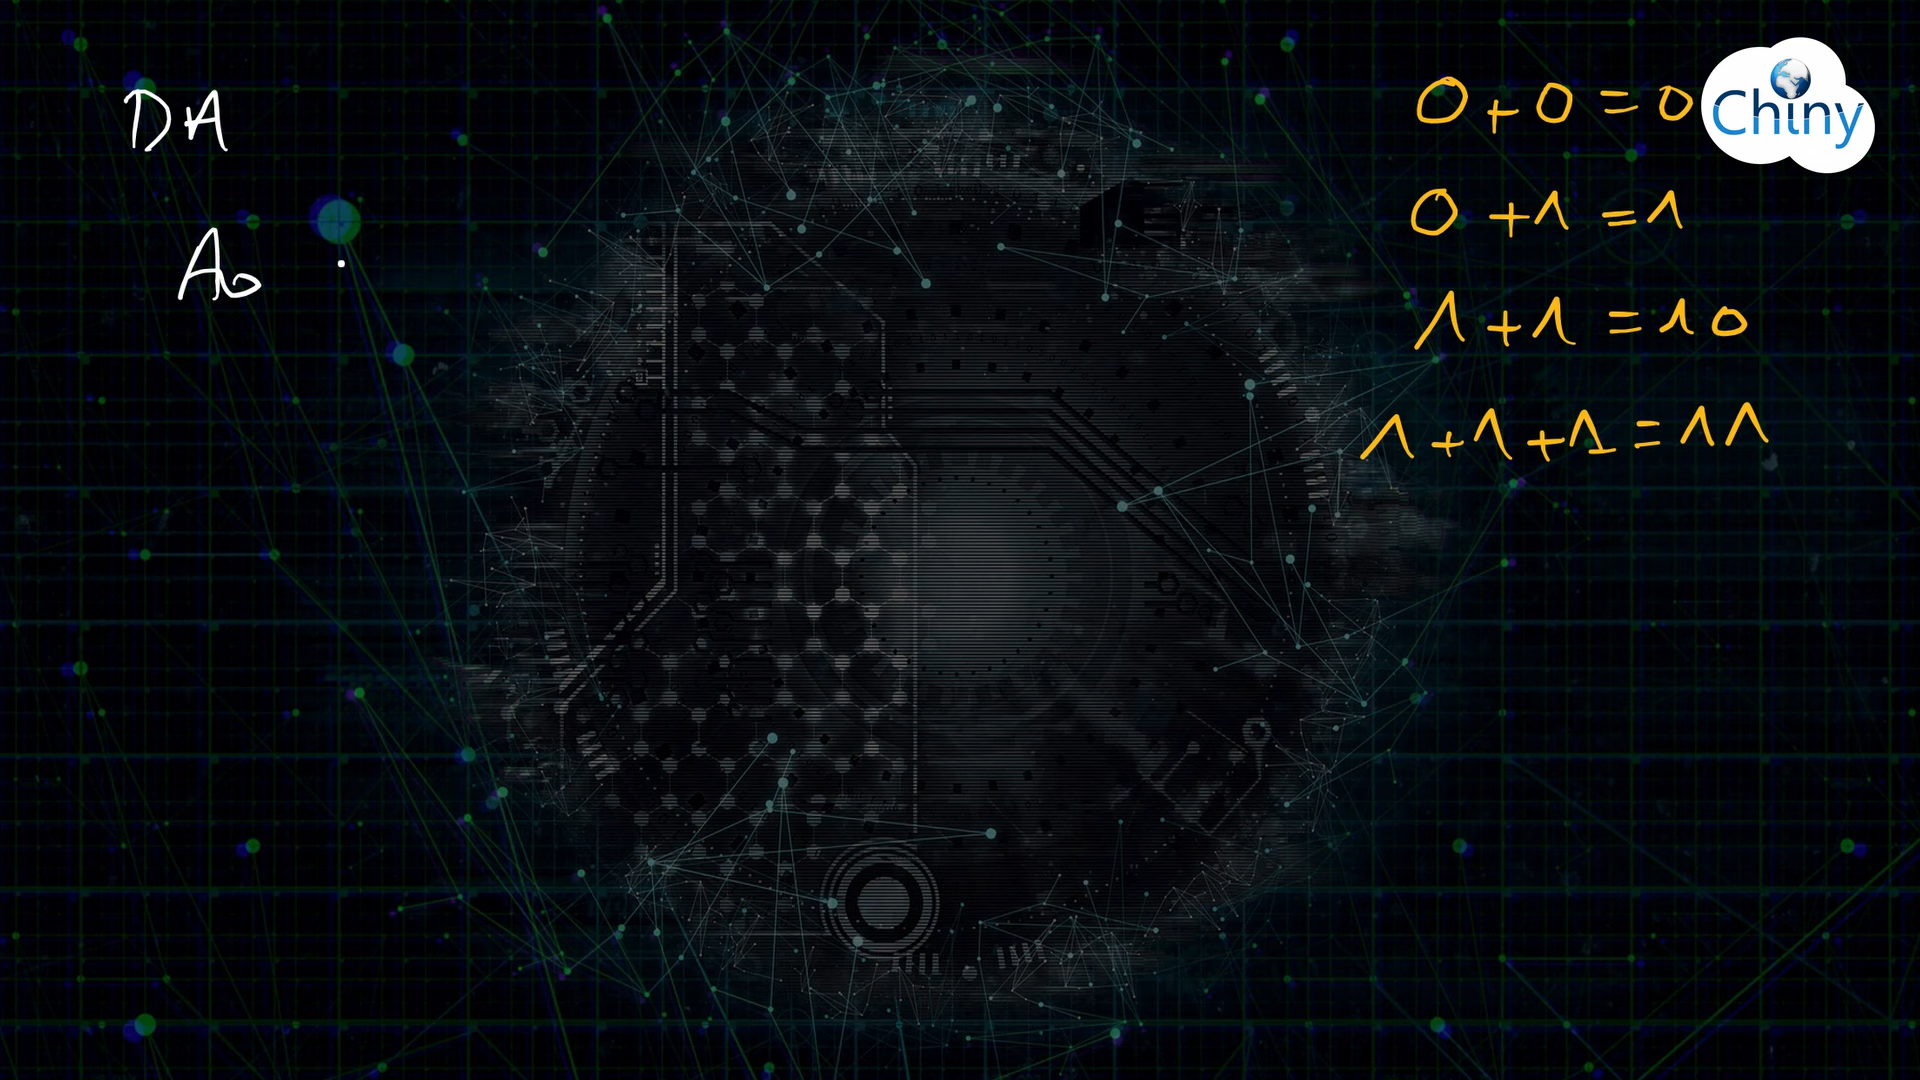 DA
A0 .
0 + 0 = 0
Chiny
0 + 1 = 1
1 + 1 = 10
1 + 1 + 1 = 11